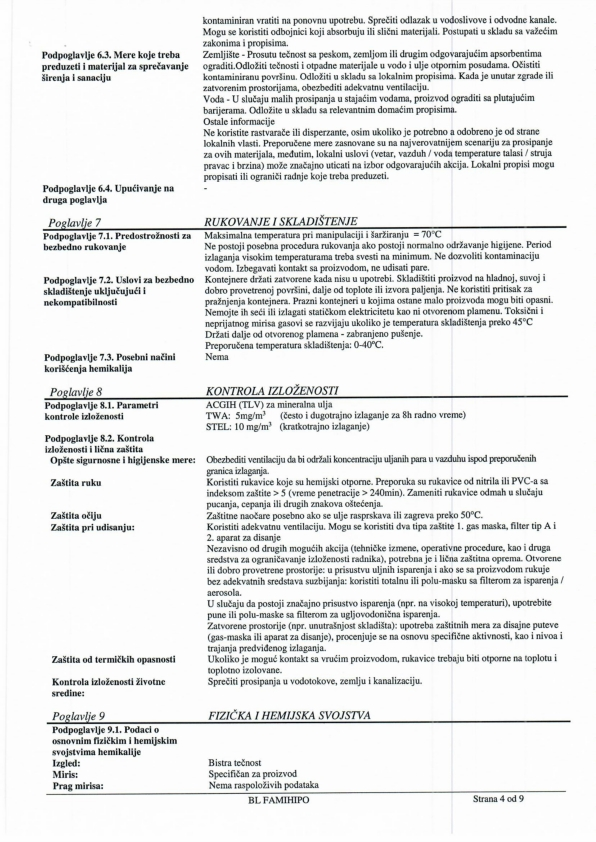 kontaminiran vratiti na ponovnu upotrebu. Sprečiti odlazak u vodoslivove i odvodne kanale.
Mogu se koristiti odbojnici koji absorbuju ili slični materijali. Postupati u skladu sa važećim
zakonima i propisima.
Podpoglavlje 6.3. Mere koje treba
preduzeti i materijal za sprečavanje
širenja i sanaciju
Zemljište - Prosutu tečnost sa peskom, zemljom ili drugim odgovarajućim apsorbentima
ograditi.Odložiti tečnosti i otpadne materijale u vodo i ulje otpornim posudama. Očistiti
kontaminiranu površinu. Odložiti u skladu sa lokalnim propisima. Kada je unutar zgrade ili
zatvorenim prostorijama, obezbediti adekvatnu ventilaciju.
Voda - U slučaju malih prosipanja u stajaćim vodama, proizvod ograditi sa plutajućim
barijerama. Odložite u skladu sa relevantnim domaćim propisima.
Ostale informacije
Ne koristite rastvarače ili disperzante, osim ukoliko je potrebno a odobreno je od strane
lokalnih vlasti. Preporučene mere zasnovane su na najverovatnijem scenariju za prosipanje
za ovih materijala, međutim, lokalni uslovi (vetar, vazduh / voda temperature talasi / struja
pravac i brzina) može značajno uticati na izbor odgovarajućih akcija. Lokalni propisi mogu
propisati ili ograniči radnje koje treba preduzeti.
Podpoglavlje 6.4. Upućivanje na
druga poglavlja
-
Poglavlje 7 RUKOVANJE I SKLADIŠTENJE
Podpoglavlje 7.1. Predostrožnosti za
bezbedno rukovanje
Maksimalna temperatura pri manipulaciji i šaržiranju = 70°C
Ne postoji posebna procedura rukovanja ako postoji normalno održavanje higijene. Period
izlaganja visokim temperaturama treba svesti na minimum. Ne dozvoliti kontaminaciju
vodom. Izbegavati kontakt sa proizvodom, ne udisati pare.
Podpoglavlje 7.2. Uslovi za bezbedno
skladištenje uključujući i
nekompatibilnosti
Kontejnere držati zatvorene kada nisu u upotrebi. Skladištiti proizvod na hladnoj, suvoj i
dobro provetrenoj površini, dalje od toplote ili izvora paljenja. Ne koristiti pritisak za
pražnjenja kontejnera. Prazni kontejneri u kojima ostane malo proizvoda mogu biti opasni.
Nemojte ih seći ili izlagati statičkom elektricitetu kao ni otvorenom plamenu. Toksični i
neprijatnog mirisa gasovi se razvijaju ukoliko je temperatura skladištenja preko 45°C
Držati dalje od otvorenog plamena - zabranjeno pušenje.
Preporučena temperatura skladištenja: 0-40°C.
Podpoglavlje 7.3. Posebni načini
korišćenja hemikalija
Nema
Poglavlje 8 KONTROLA IZLOŽENOSTI
Podpoglavlje 8.1. Parametri
kontrole izloženosti
ACGIH (TLV) za mineralna ulja
TWA: 5mg/m³ (često i dugotrajno izlaganje za 8h radno vreme)
STEL: 10 mg/m³ (kratkotrajno izlaganje)
Podpoglavlje 8.2. Kontrola
izloženosti i lična zaštita
Opšte sigurnosne i higijenske mere: Obezbediti ventilaciju da bi održali koncentraciju uljanih para u vazduhu ispod preporučenih
granica izlaganja.
Zaštita ruku Koristiti rukavice koje su hemijski otporne. Preporuka su rukavice od nitrila ili PVC-a sa
indeksom zaštite > 5 (vreme penetracije > 240min). Zameniti rukavice odmah u slučaju
pucanja, cepanja ili drugih znakova oštećenja.
Zaštita očiju Zaštitne naočare posebno ako se ulje rasprskava ili zagreva preko 50°C.
Zaštita pri udisanju: Koristiti adekvatnu ventilaciju. Mogu se koristiti dva tipa zaštite 1. gas maska, filter tip A i
2. aparat za disanje
Nezavisno od drugih mogućih akcija (tehničke izmene, operativne procedure, kao i druga
sredstva za ograničavanje izloženosti radnika), potrebna je i lična zaštitna oprema. Otvorene
ili dobro provetrene prostorije: u prisustvu uljnih isparenja i ako se sa proizvodom rukuje
bez adekvatnih sredstava suzbijanja: koristiti totalnu ili polu-masku sa filterom za isparenja /
aerosola.
U slučaju da postoji značajno prisustvo isparenja (npr. na visokoj temperaturi), upotrebite
pune ili polu-maske sa filterom za ugljovodonična isparenja.
Zatvorene prostorije (npr. unutrašnjost skladišta): upotreba zaštitnih mera za disajne puteve
(gas-maska ili aparat za disanje), procenjuje se na osnovu specifične aktivnosti, kao i nivoa i
trajanja predviđenog izlaganja.
Zaštita od termičkih opasnosti Ukoliko je moguć kontakt sa vrućim proizvodom, rukavice trebaju biti otporne na toplotu i
toplotno izolovane.
Kontrola izloženosti životne
sredine:
Sprečiti prosipanja u vodotokove, zemlju i kanalizaciju.
Poglavlje 9 FIZIČKA I HEMIJSKA SVOJSTVA
Podpoglavlje 9.1. Podaci o
osnovnim fizičkim i hemijskim
svojstvima hemikalije
Izgled: Bistra tečnost
Miris: Specifičan za proizvod
Prag mirisa: Nema raspoloživih podataka
BL FAMIHIPO Strana 4 od 9